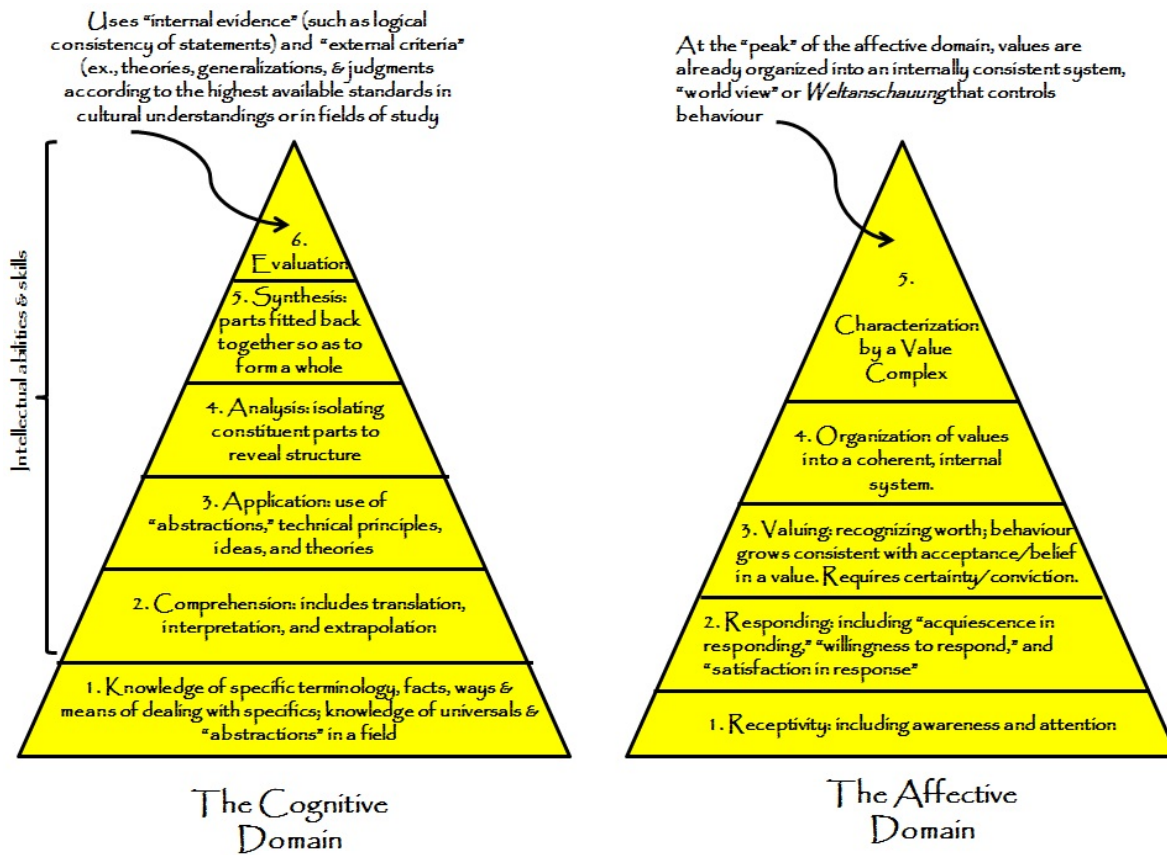 Uses "internal evidence" (such as logical
consistency of statements) and "external criteria"
(ex., theories, generalizations, & judgments
according to the highest available standards in
cultural understandings or in fields of study
Intellectual abilities & skills
6.
Evaluation
5. Synthesis:
parts fitted back
together so as to
form a whole
4. Analysis: isolating
constituent parts to
reveal structure
3. Application: use of
"abstractions," technical principles,
ideas, and theories
2. Comprehension: includes translation,
interpretation, and extrapolation
1. Knowledge of specific terminology, facts, ways &
means of dealing with specifics; knowledge of universals &
"abstractions" in a field
The Cognitive
Domain
At the "peak" of the affective domain, values are
already organized into an internally consistent system,
"world view" or Weltanschauung that controls
behaviour
5.
Characterization
by a Value
Complex
4. Organization of values
into a coherent, internal
system.
3. Valuing: recognizing worth; behaviour
grows consistent with acceptance/belief
in a value. Requires certainty/conviction.
2. Responding: including "acquiescence in
responding," "willingness to respond," and
"satisfaction in response"
1. Receptivity: including awareness and attention
The Affective
Domain